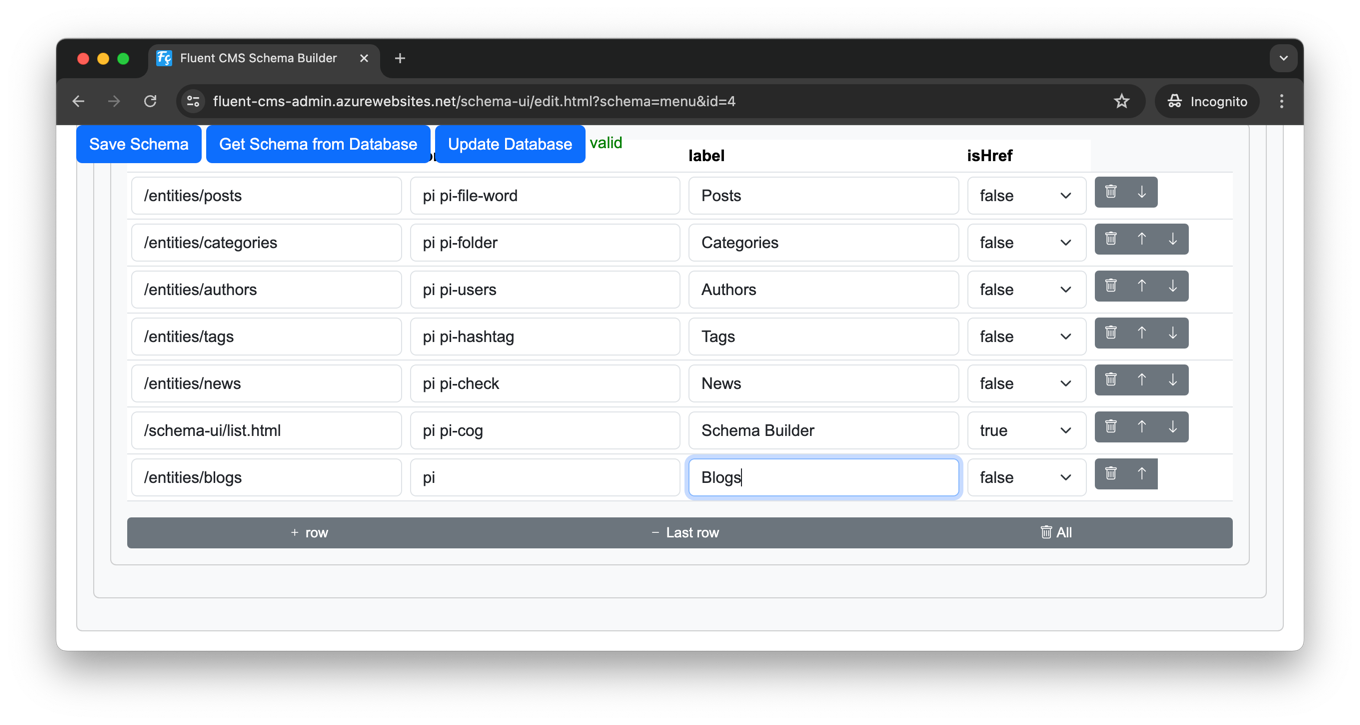 Fluent CMS Schema Builder
fluent-cms-admin.azurewebsites.net/schema-ui/edit.html?schema=menu&id=4
Incognito
Save Schema Get Schema from Database Update Database valid
label isHref
/entities/posts pi pi-file-word Posts false
/entities/categories pi pi-folder Categories false
/entities/authors pi pi-users Authors false
/entities/tags pi pi-hashtag Tags false
/entities/news pi pi-check News false
/schema-ui/list.html pi pi-cog Schema Builder true
/entities/blogs pi Blogs false
+ row − Last row All